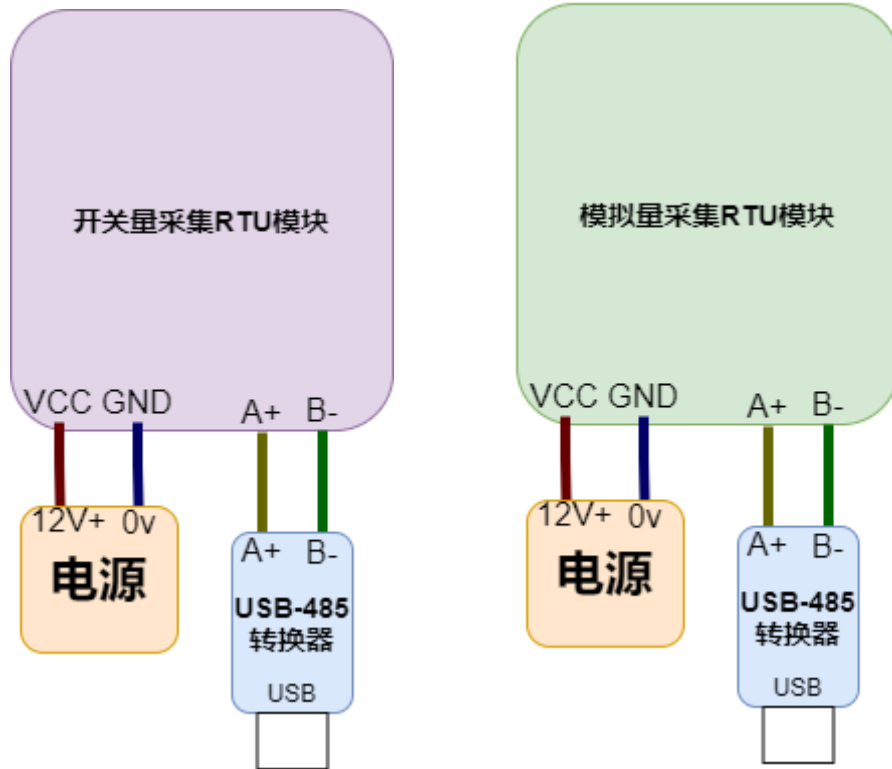 开关量采集RTU模块
VCC GND
A+ B-
12V+ 0v
电源
A+ B-
USB-485
转换器
USB
模拟量采集RTU模块
VCC GND
A+ B-
12V+ 0v
电源
A+ B-
USB-485
转换器
USB